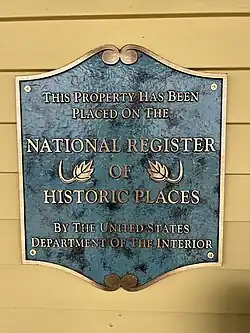 THIS PROPERTY HAS BEEN
PLACED ON THE
NATIONAL REGISTER
OF
HISTORIC PLACES
BY THE UNITED STATES
DEPARTMENT OF THE INTERIOR